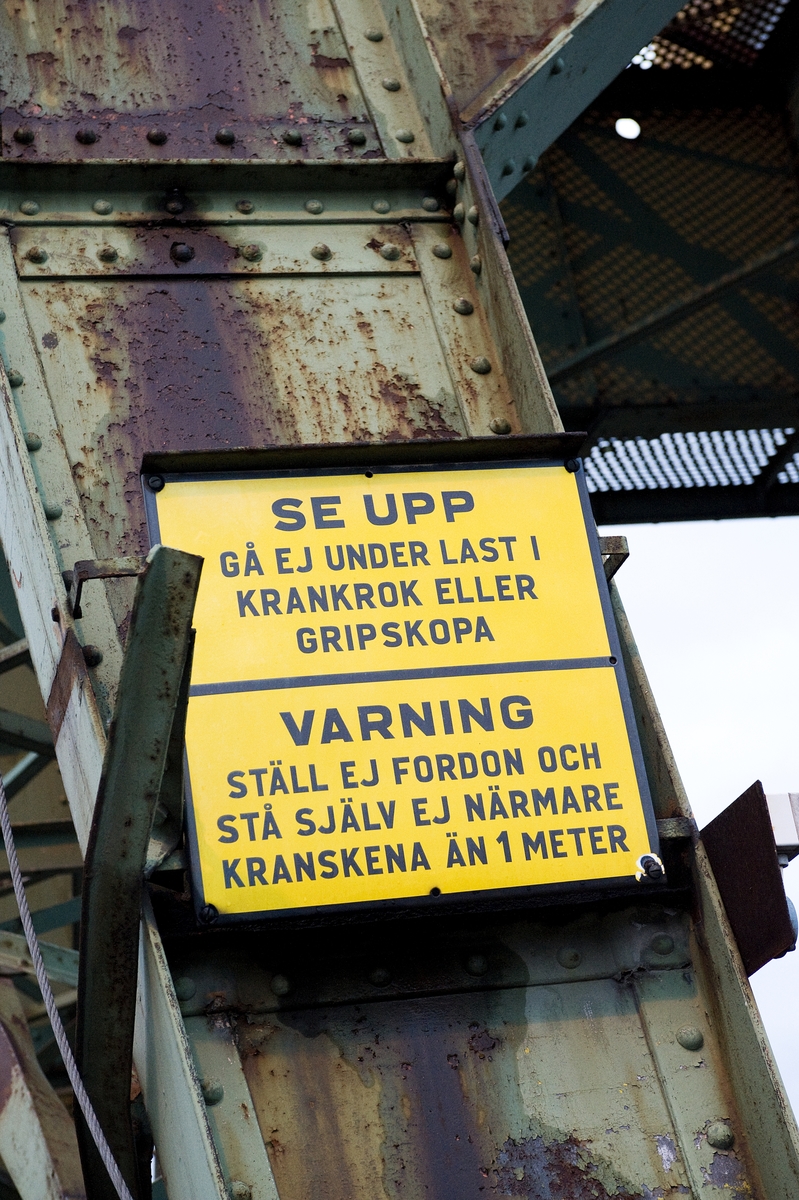 SE UPP
GÅ EJ UNDER LAST I
KRANKROK ELLER
GRIPSKOPA
VARNING
STÄLL EJ FORDON OCH
STÅ SJÄLV EJ NÄRMARE
KRANSKENA ÄN 1 METER